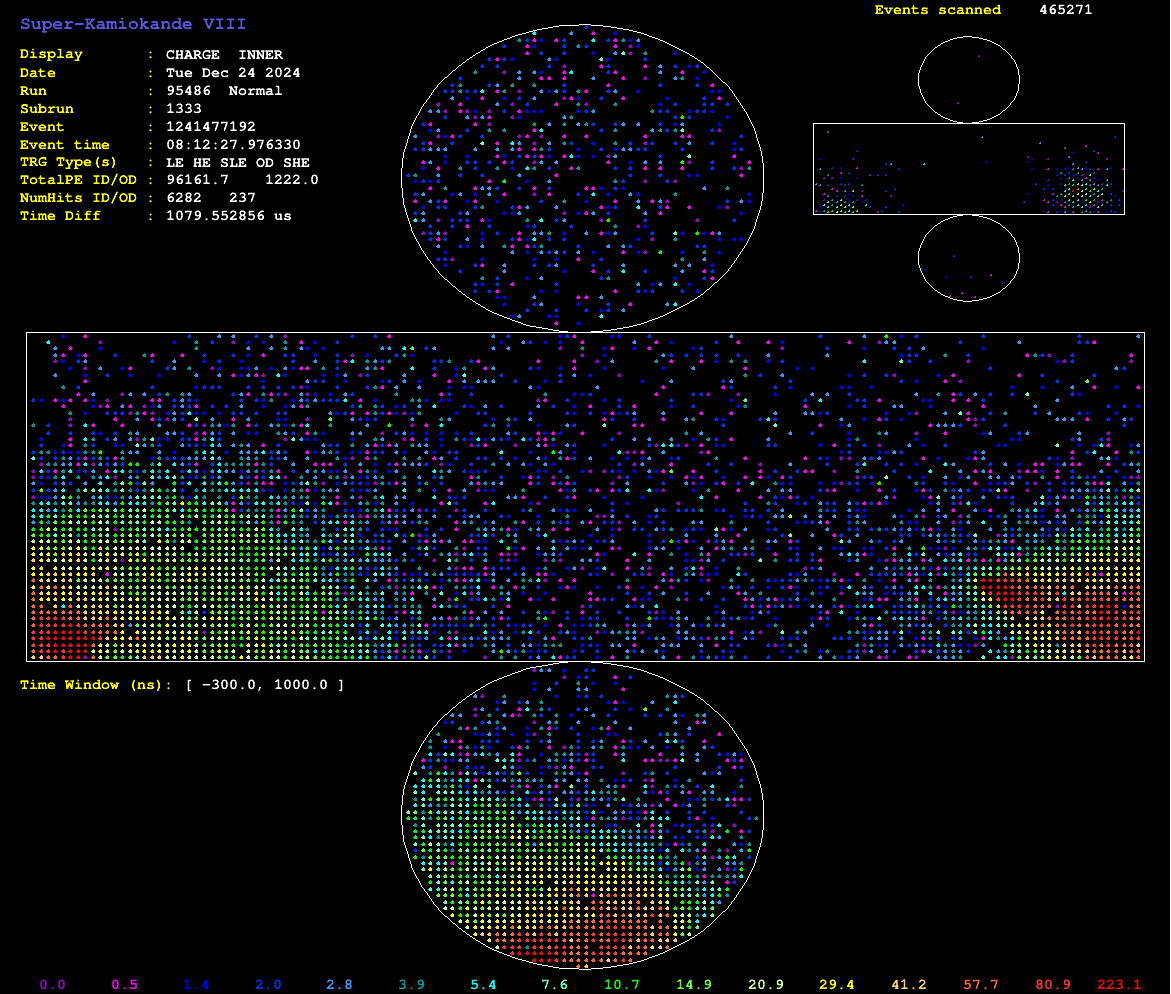 Super-Kamiokande VIII
Events scanned 465271
Display : CHARGE INNER
Date : Tue Dec 24 2024
Run : 95486 Normal
Subrun : 1333
Event : 1241477192
Event time : 08:12:27.976330
TRG Type(s) : LE HE SLE OD SHE
TotalPE ID/OD : 96161.7 1222.0
NumHits ID/OD : 6282 237
Time Diff : 1079.552856 us
Time Window (ns): [ −300.0, 1000.0 ]
0.0 0.5 1.4 2.0 2.8 3.9 5.4 7.6 10.7 14.9 20.9 29.4 41.2 57.7 80.9 223.1